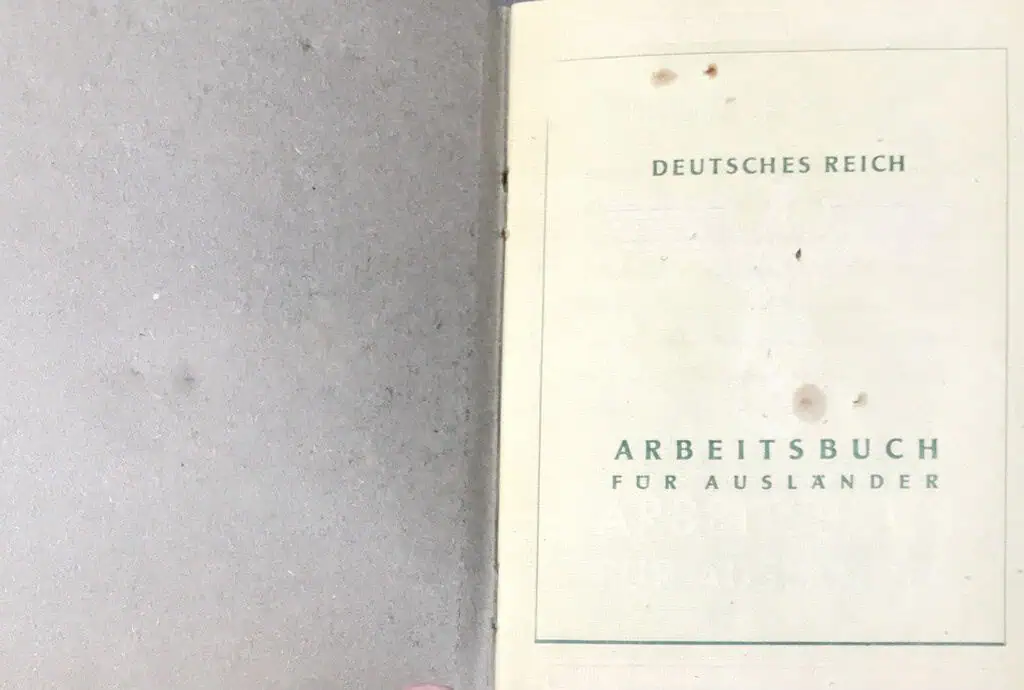 DEUTSCHES REICH
ARBEITSBUCH
FÜR AUSLÄNDER